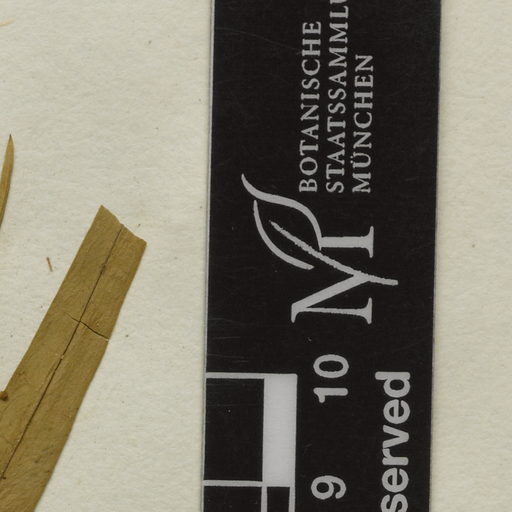 BOTANISCHE
STAATSSAMMLU
MÜNCHEN
M
10
9
served